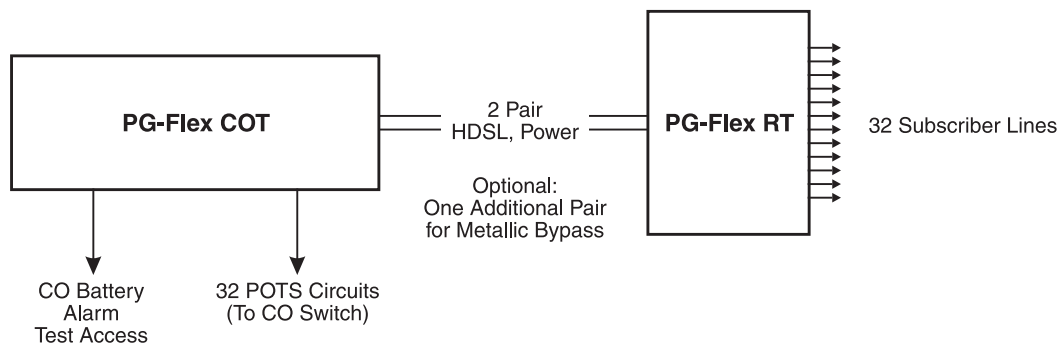 PG-Flex COT
2 Pair
HDSL, Power
PG-Flex RT
32 Subscriber Lines
Optional:
One Additional Pair
for Metallic Bypass
CO Battery
Alarm
Test Access
32 POTS Circuits
(To CO Switch)